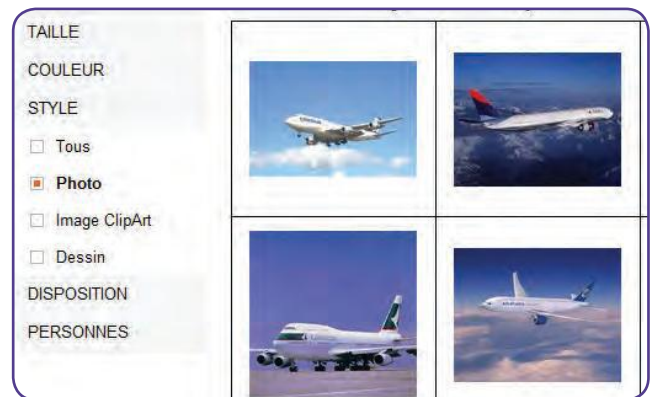 TAILLE
COULEUR
STYLE
Tous
Photo
Image ClipArt
Dessin
DISPOSITION
PERSONNES